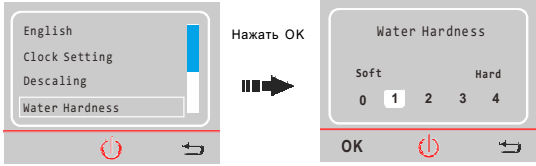 English
Clock Setting
Descaling
Water Hardness
Нажать OK
Water Hardness
Soft Hard
0 1 2 3 4
OK